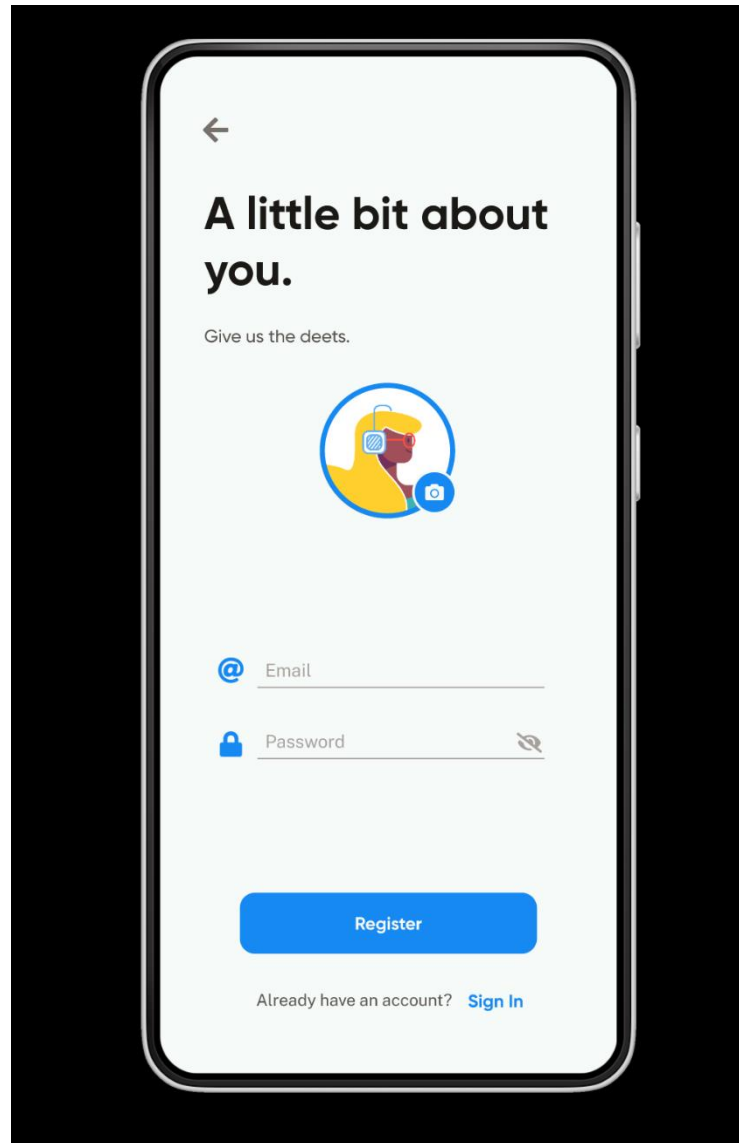 A little bit about
you.
Give us the deets.
@ Email
Password
Register
Already have an account? Sign In